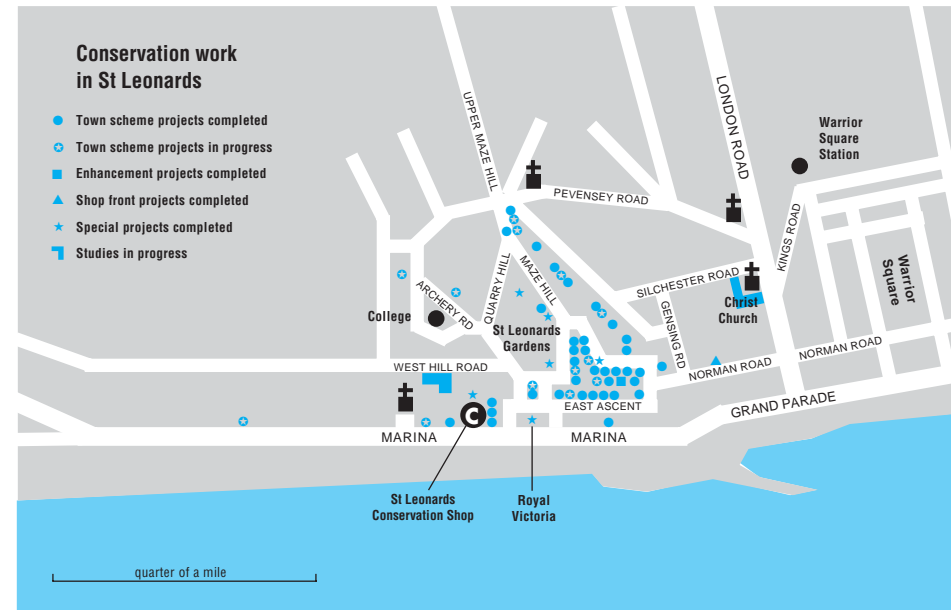 Conservation work
in St Leonards
Town scheme projects completed
Town scheme projects in progress
Enhancement projects completed
Shop front projects completed
Special projects completed
Studies in progress
UPPER MAZE HILL
LONDON ROAD
Warrior
Square
Station
PEVENSEY ROAD
KINGS ROAD
Warrior
Square
SILCHESTER ROAD
Christ
Church
MAZE HILL
QUARRY HILL
ARCHERY RD
College
St Leonards
Gardens
GENSING RD
NORMAN ROAD
NORMAN ROAD
WEST HILL ROAD
EAST ASCENT
GRAND PARADE
C
MARINA
MARINA
St Leonards
Conservation Shop
Royal
Victoria
quarter of a mile